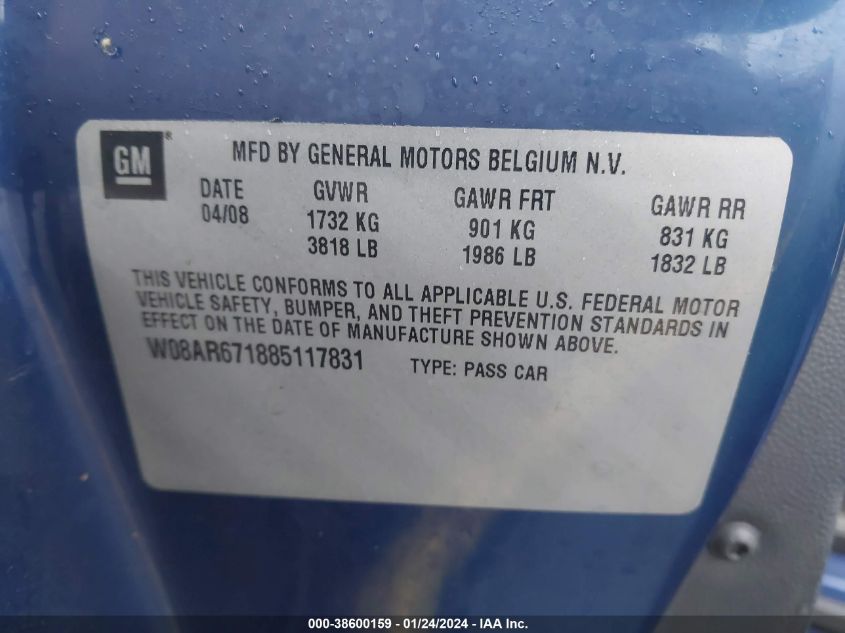 GM®
MFD BY GENERAL MOTORS BELGIUM N.V.
DATE GVWR GAWR FRT GAWR RR
04/08 1732 KG 901 KG 831 KG
3818 LB 1986 LB 1832 LB
THIS VEHICLE CONFORMS TO ALL APPLICABLE U.S. FEDERAL MOTOR
VEHICLE SAFETY, BUMPER, AND THEFT PREVENTION STANDARDS IN
EFFECT ON THE DATE OF MANUFACTURE SHOWN ABOVE.
W08AR671885117831 TYPE: PASS CAR
000-38600159 - 01/24/2024 - IAA Inc.